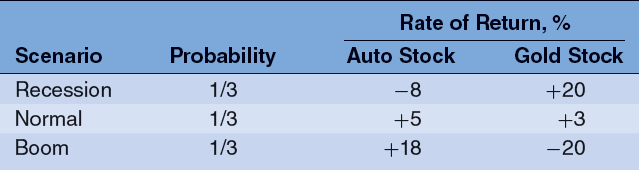 Rate of Return, %
Scenario Probability Auto Stock Gold Stock
Recession 1/3 −8 +20
Normal 1/3 +5 +3
Boom 1/3 +18 −20